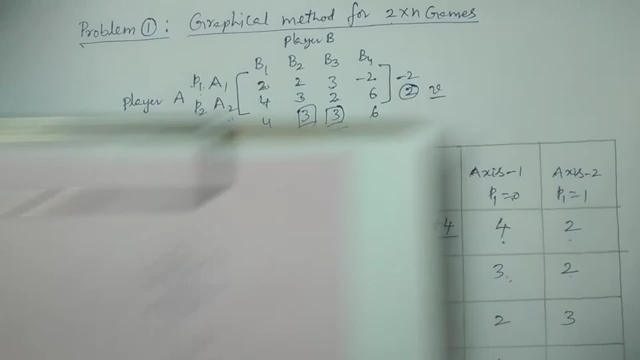 Problem ①: Graphical method for 2×n Games
Player B
B₁ B₂ B₃ B₄
P₁ A₁ 2 2 3 -2 -2
Player A
P₂ A₂ 4 3 2 6 ② v
4 3 3 6
Axis-1 Axis-2
P₁=0 P₁=1
4 4 2
3 2
2 3